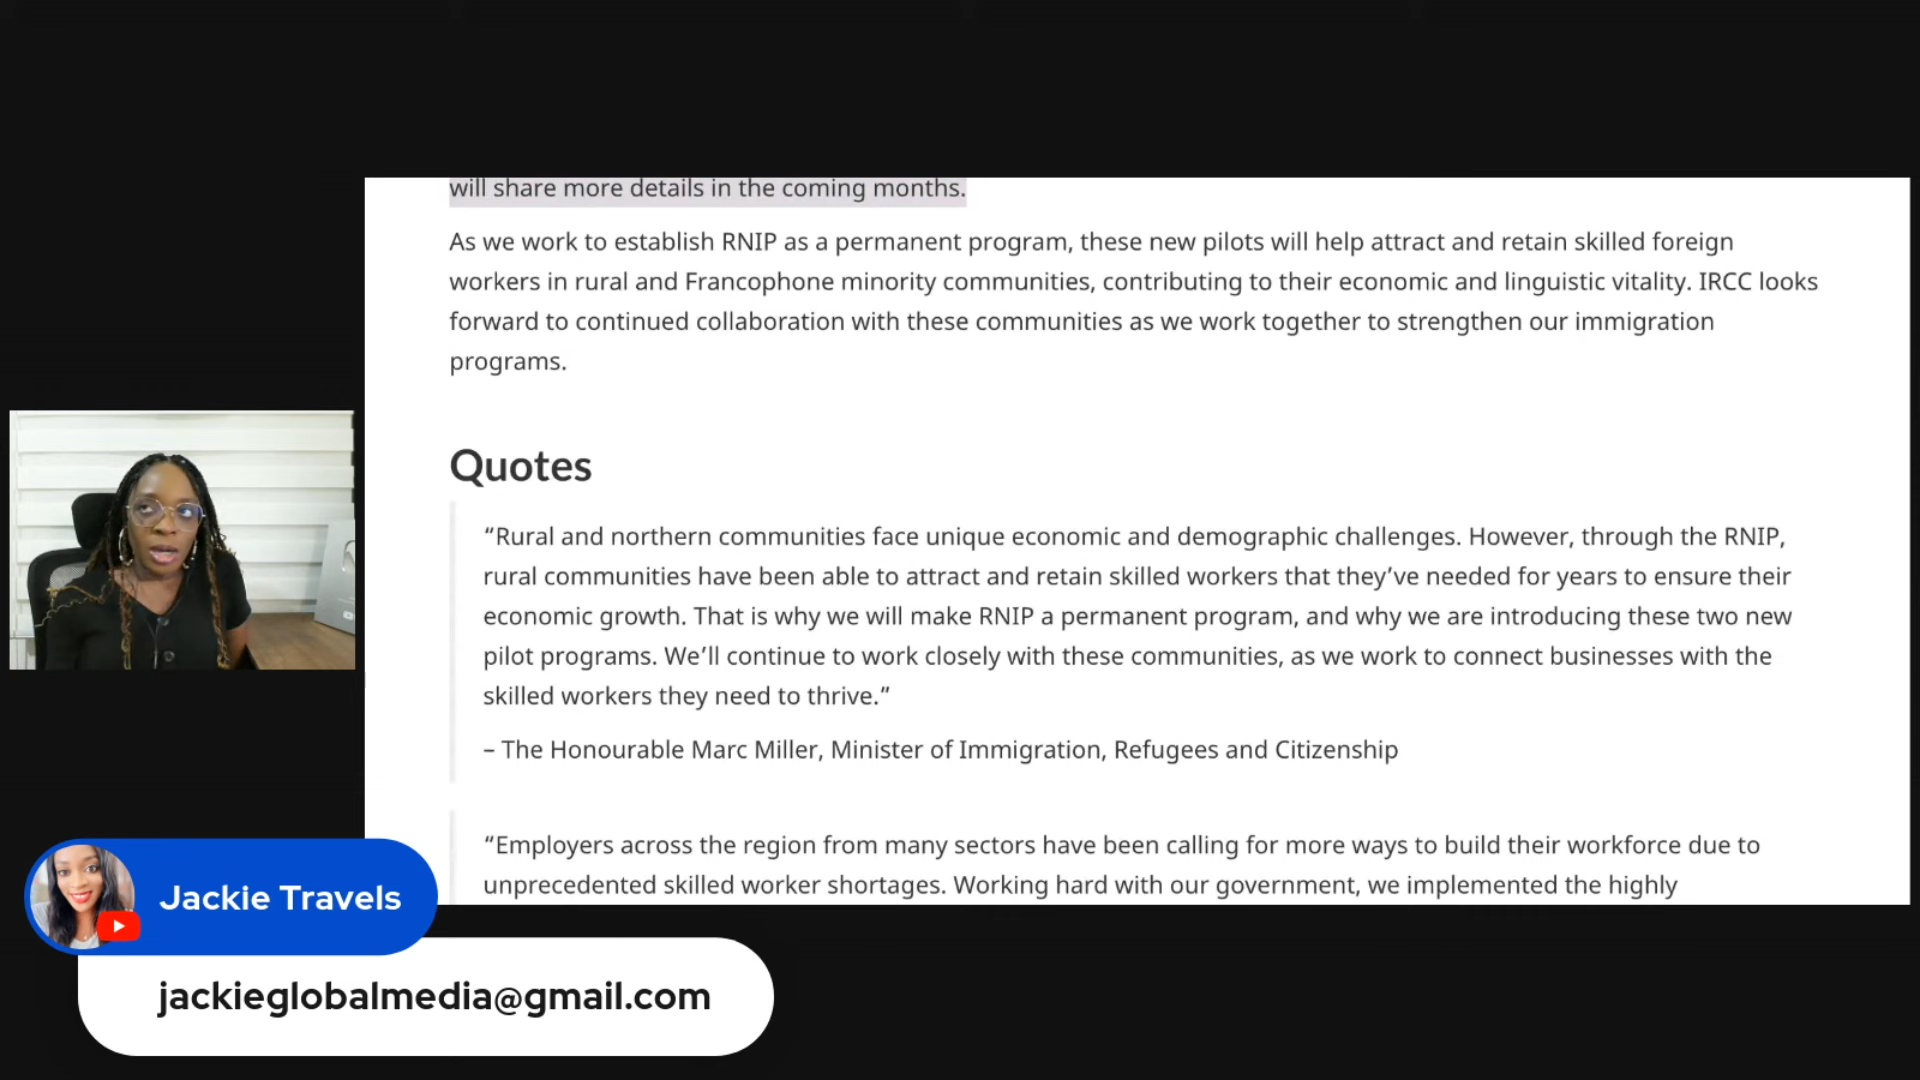 will share more details in the coming months.
As we work to establish RNIP as a permanent program, these new pilots will help attract and retain skilled foreign
workers in rural and Francophone minority communities, contributing to their economic and linguistic vitality. IRCC looks
forward to continued collaboration with these communities as we work together to strengthen our immigration
programs.
Quotes
“Rural and northern communities face unique economic and demographic challenges. However, through the RNIP,
rural communities have been able to attract and retain skilled workers that they’ve needed for years to ensure their
economic growth. That is why we will make RNIP a permanent program, and why we are introducing these two new
pilot programs. We’ll continue to work closely with these communities, as we work to connect businesses with the
skilled workers they need to thrive.”
– The Honourable Marc Miller, Minister of Immigration, Refugees and Citizenship
“Employers across the region from many sectors have been calling for more ways to build their workforce due to
unprecedented skilled worker shortages. Working hard with our government, we implemented the highly
Jackie Travels
jackieglobalmedia@gmail.com